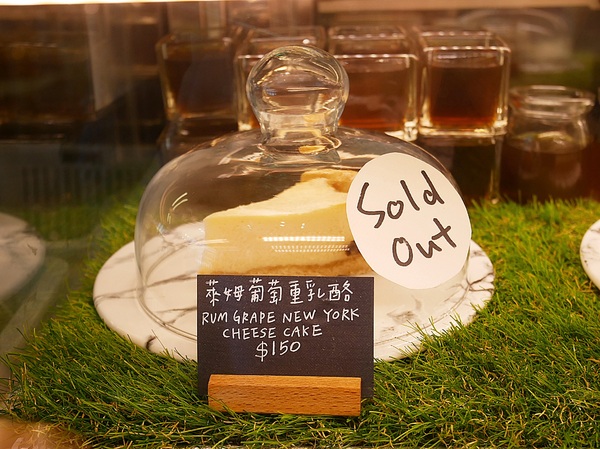 Sold
Out
萊姆葡萄重乳酪
RUM GRAPE NEW YORK
CHEESE CAKE
$150